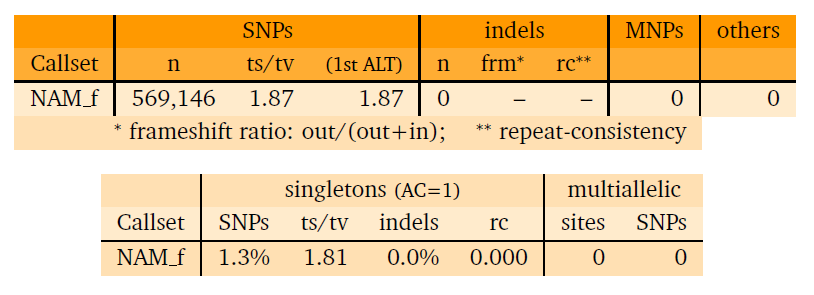 SNPs indels MNPs others
Callset n ts/tv (1st ALT) n frm* rc**
NAM_f 569,146 1.87 1.87 0 – – 0 0
* frameshift ratio: out/(out+in); ** repeat-consistency
singletons (AC=1) multiallelic
Callset SNPs ts/tv indels rc sites SNPs
NAM_f 1.3% 1.81 0.0% 0.000 0 0